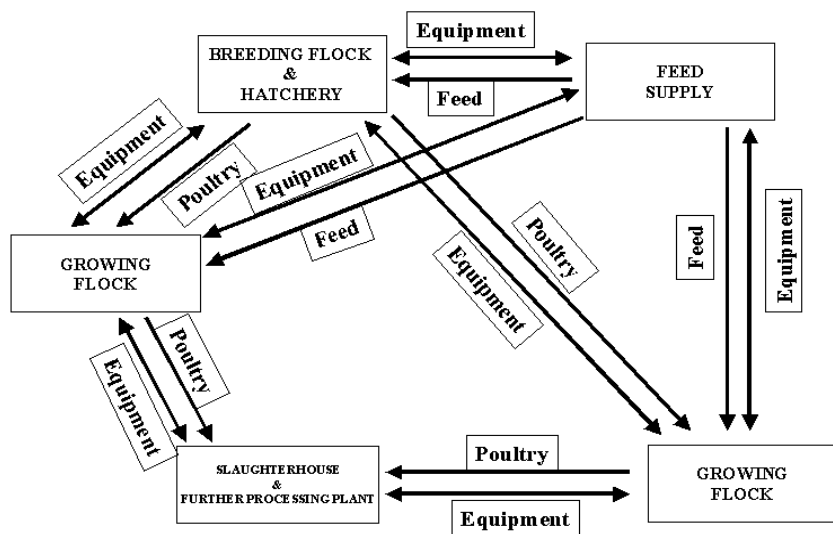 Equipment
BREEDING FLOCK
&
HATCHERY
FEED
SUPPLY
Feed
Equipment
Poultry
Equipment
Feed
Poultry
Equipment
Feed
Equipment
GROWING
FLOCK
Poultry
Equipment
SLAUGHTERHOUSE
&
FURTHER PROCESSING PLANT
Poultry
Equipment
GROWING
FLOCK